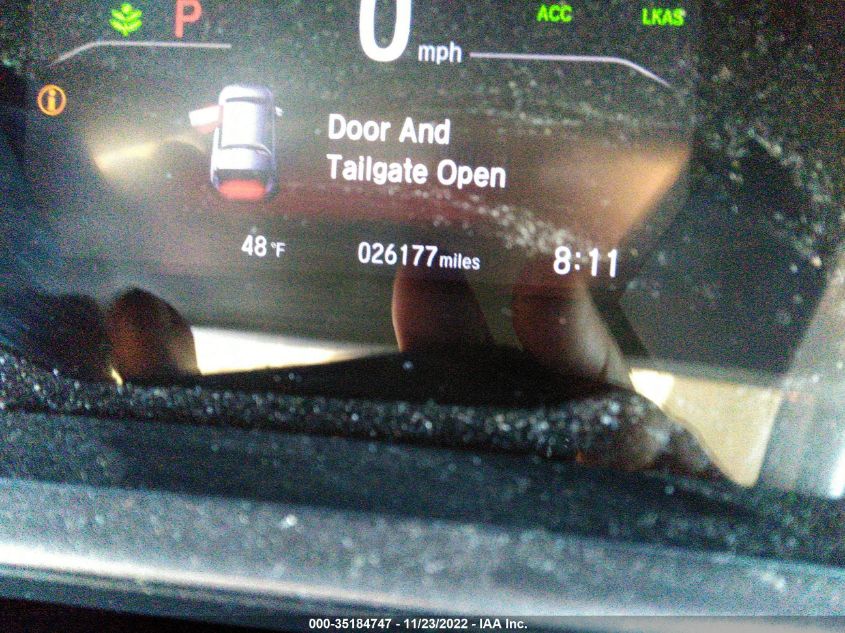 P 0 mph ACC LKAS
Door And
Tailgate Open
48°F 026177 miles 8:11
000-35184747 - 11/23/2022 - IAA Inc.